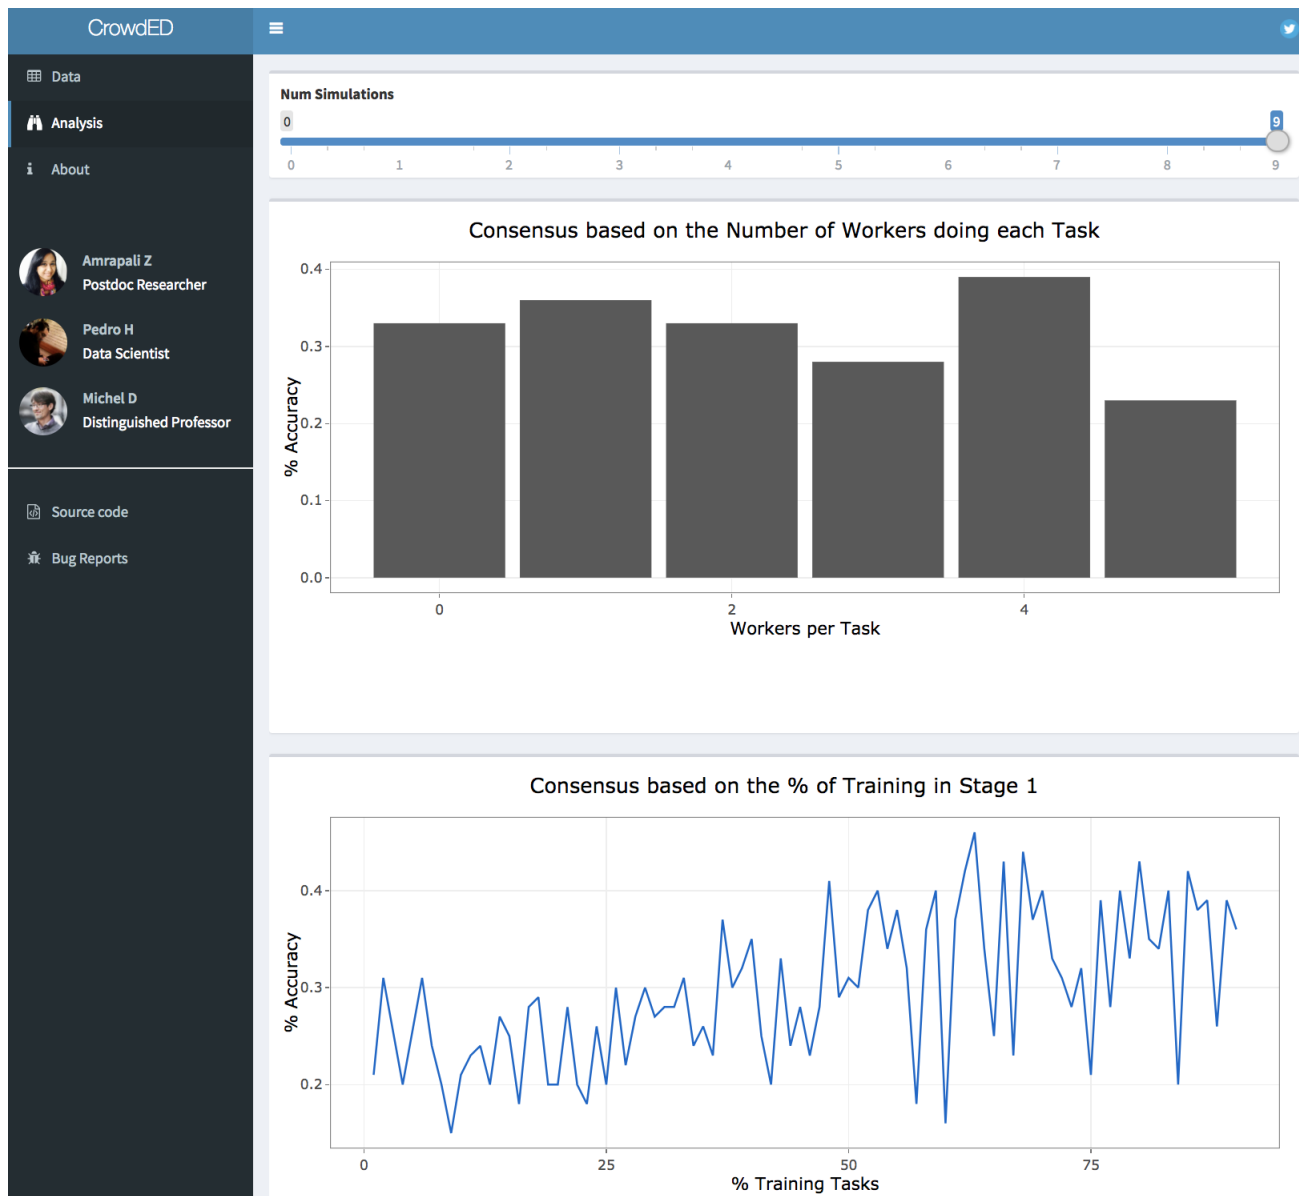 CrowdED
Data
Analysis
About
Amrapali Z
Postdoc Researcher
Pedro H
Data Scientist
Michel D
Distinguished Professor
Source code
Bug Reports
Num Simulations
0
9
0 1 2 3 4 5 6 7 8 9
Consensus based on the Number of Workers doing each Task
% Accuracy
0.4
0.3
0.2
0.1
0.0
0 2 4
Workers per Task
Consensus based on the % of Training in Stage 1
% Accuracy
0.4
0.3
0.2
0 25 50 75
% Training Tasks